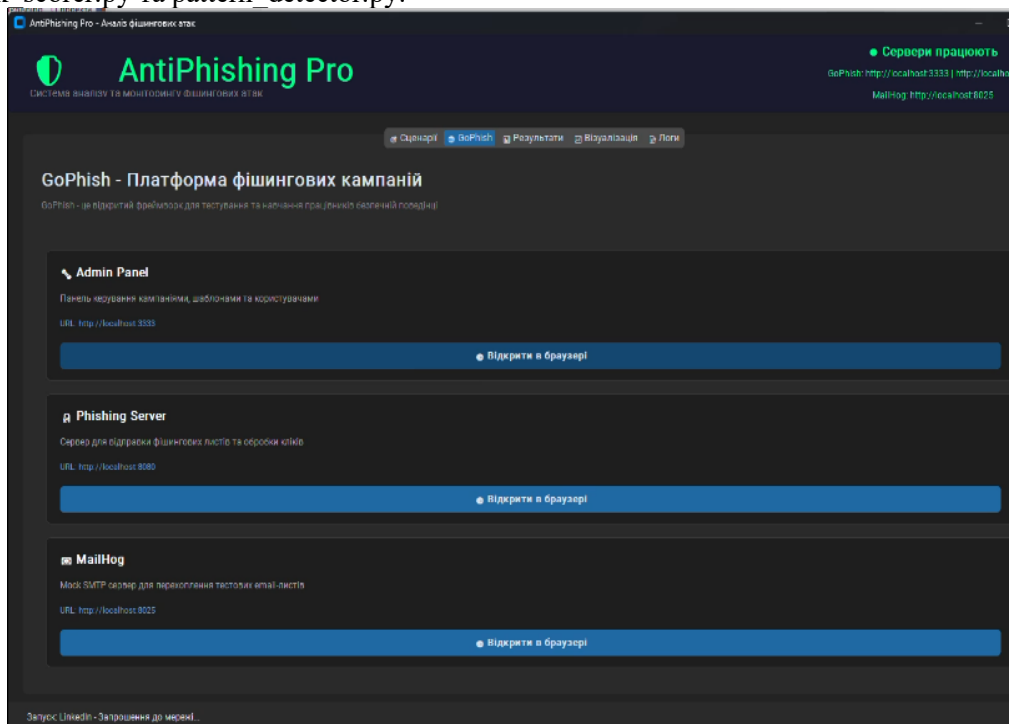 scorer.py та pattern_detector.py.
AntiPhishing Pro - Аналіз фішингових атак
AntiPhishing Pro
Система аналізу та моніторингу фішингових атак
● Сервери працюють
GoPhish: http://localhost:3333 | http://localho
MailHog: http://localhost:8025
Сценарії GoPhish Результати Візуалізація Логи
GoPhish - Платформа фішингових кампаній
GoPhish - це відкритий фреймворк для тестування та навчання працівників безпечній поведінці
Admin Panel
Панель керування кампаніями, шаблонами та користувачами
URL: http://localhost:3333
Відкрити в браузері
Phishing Server
Сервер для відправки фішингових листів та обробки кліків
URL: http://localhost:8080
Відкрити в браузері
MailHog
Mock SMTP сервер для перехоплення тестових email-листів
URL: http://localhost:8025
Відкрити в браузері
Запуск: LinkedIn - Запрошення до мережі...